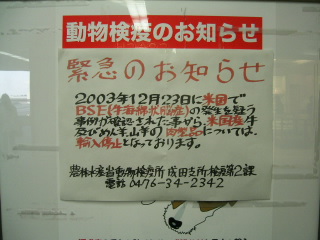 動物検疫のお知らせ
緊急のお知らせ
2003年12月23日に米国で
BSE(牛海綿状脳症)の発生を疑う
事例が確認された事から、米国産牛
及びめん羊山羊の肉製品については、
輸入停止となっております。
農林水産省動物検疫所 成田支所 検疫第2課
電話 0476-34-2342